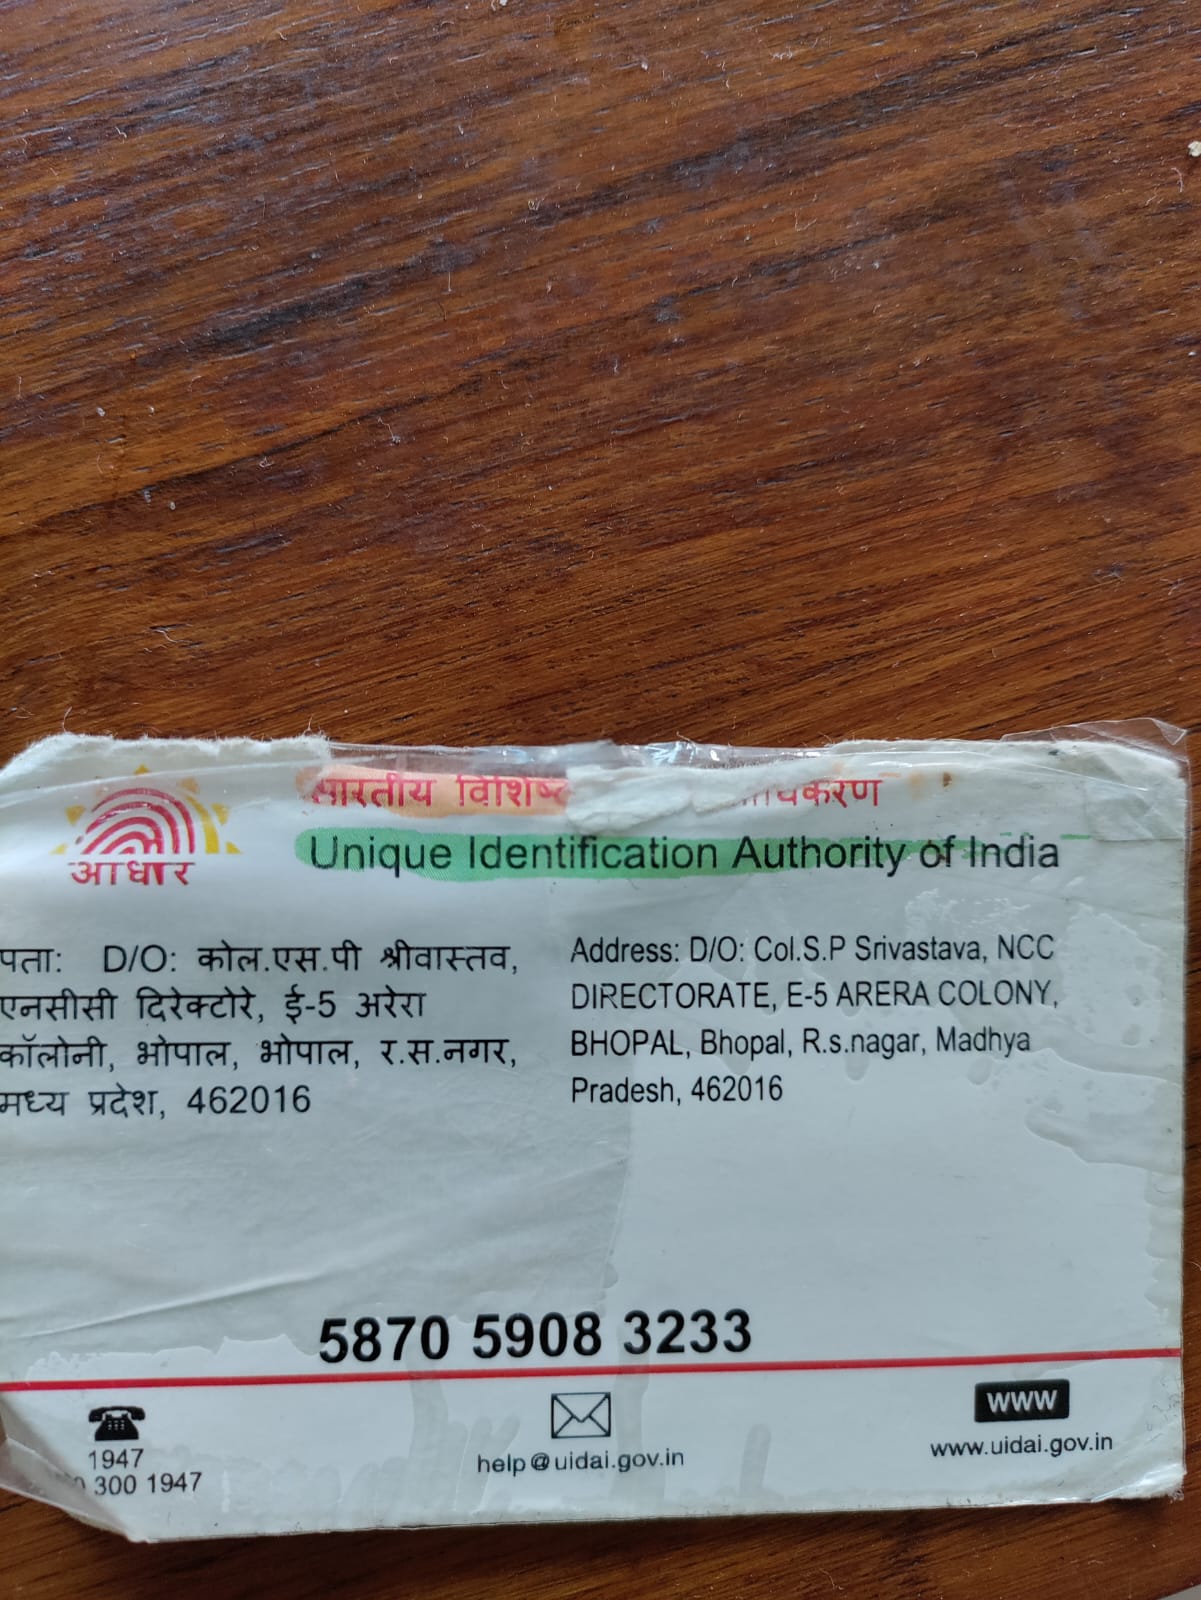 आधार
भारतीय
Unique Identification Authority of India
पता: D/O: कोल.एस.पी श्रीवास्तव,
एनसीसी दिरेक्टोरे, ई-5 अरेरा
कॉलोनी, भोपाल, भोपाल, र.स.नगर,
मध्य प्रदेश, 462016
Address: D/O: Col.S.P Srivastava, NCC
DIRECTORATE, E-5 ARERA COLONY,
BHOPAL, Bhopal, R.s.nagar, Madhya
Pradesh, 462016
5870 5908 3233
1947
300 1947
help@uidai.gov.in
www
www.uidai.gov.in